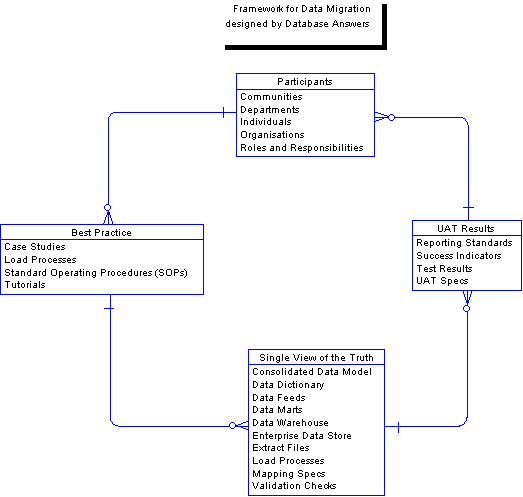 Framework for Data Migration
designed by Database Answers
Participants
Communities
Departments
Individuals
Organisations
Roles and Responsibilities
Best Practice
Case Studies
Load Processes
Standard Operating Procedures (SOPs)
Tutorials
UAT Results
Reporting Standards
Success Indicators
Test Results
UAT Specs
Single View of the Truth
Consolidated Data Model
Data Dictionary
Data Feeds
Data Marts
Data Warehouse
Enterprise Data Store
Extract Files
Load Processes
Mapping Specs
Validation Checks